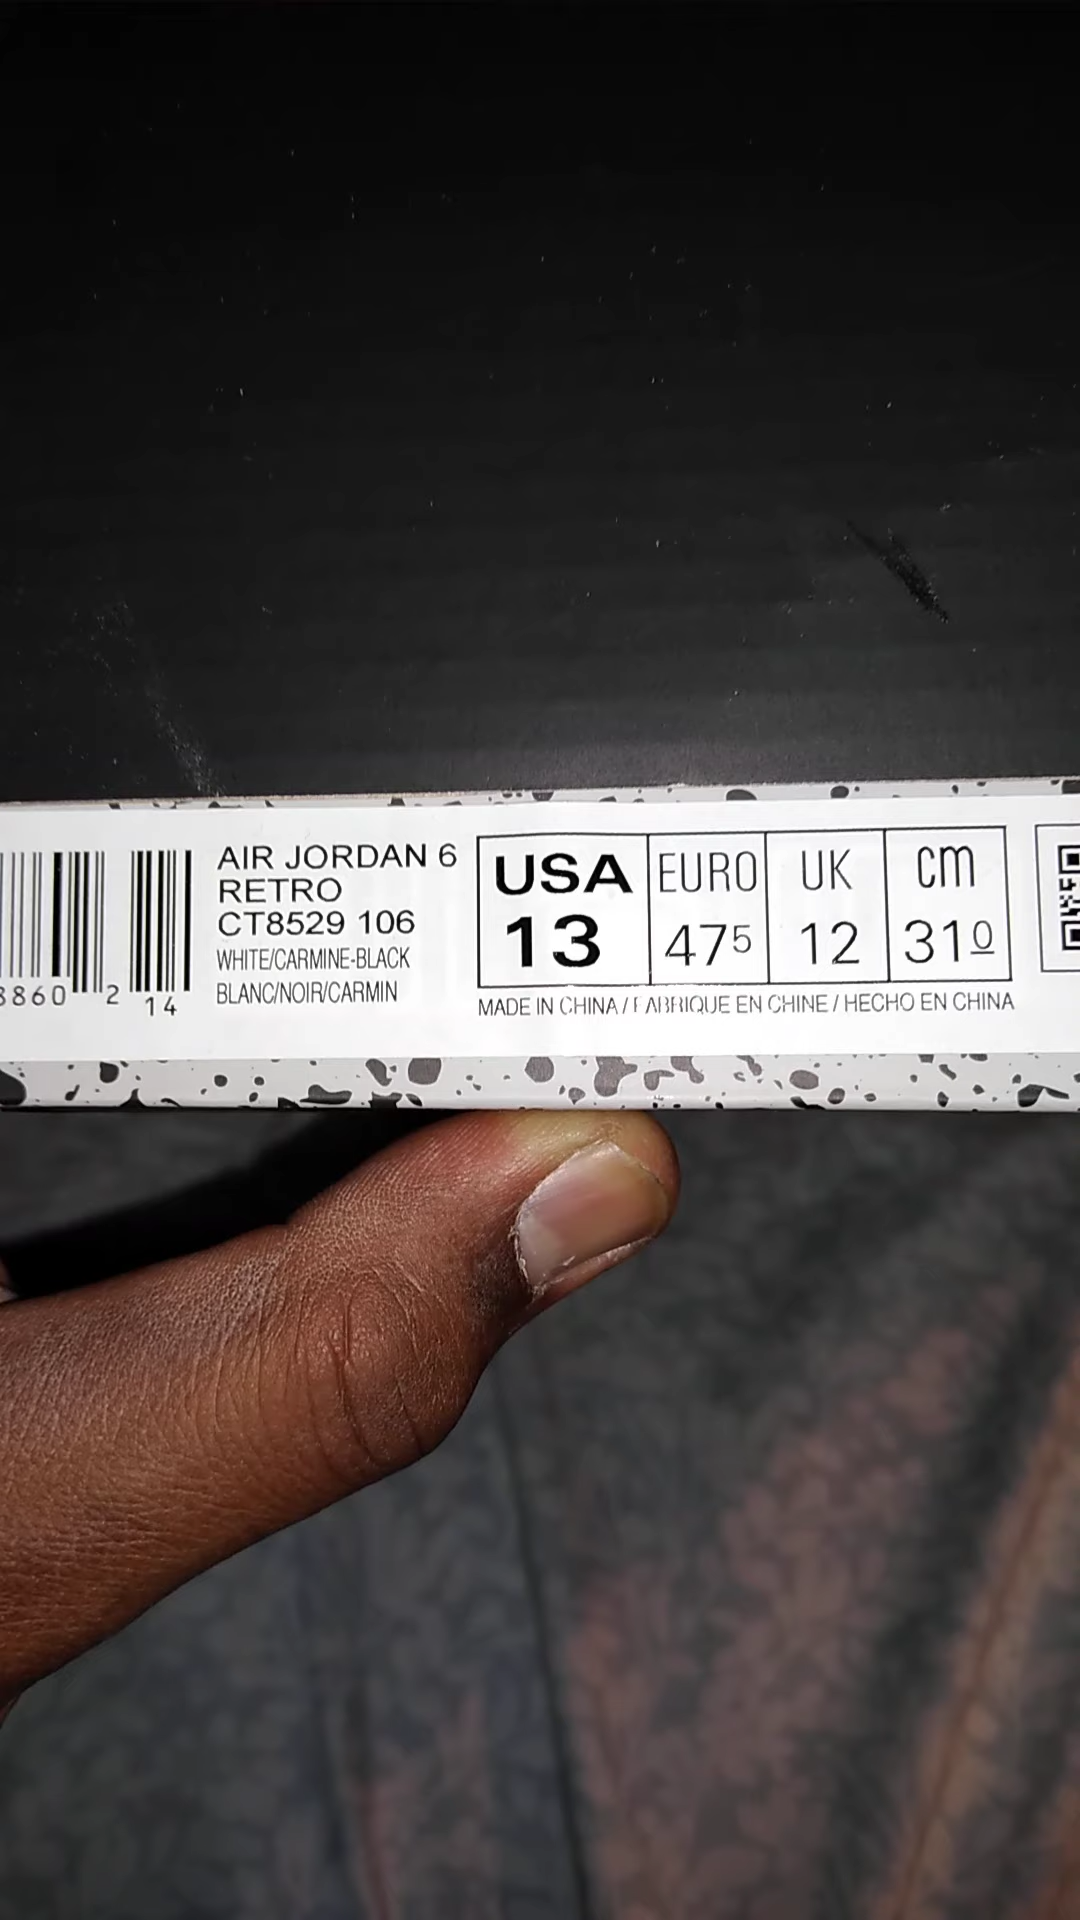 AIR JORDAN 6
RETRO
CT8529 106
WHITE/CARMINE-BLACK
BLANC/NOIR/CARMIN
8860 2
14
USA EURO UK cm
13 475 12 310
MADE IN CHINA / FABRIQUE EN CHINE / HECHO EN CHINA